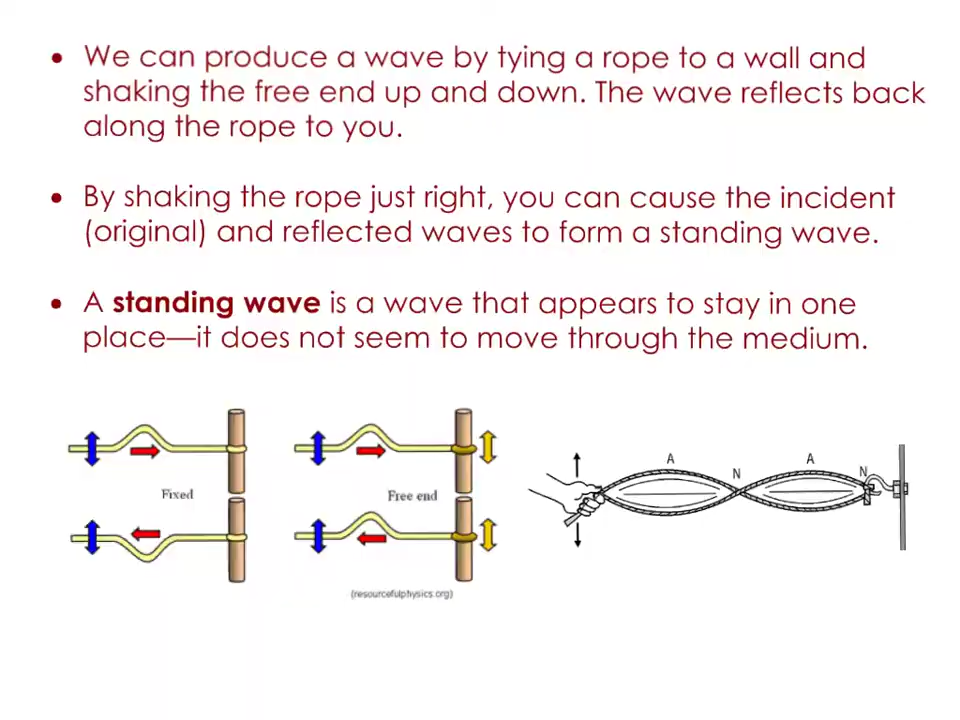 • We can produce a wave by tying a rope to a wall and
shaking the free end up and down. The wave reflects back
along the rope to you.
• By shaking the rope just right, you can cause the incident
(original) and reflected waves to form a standing wave.
• A standing wave is a wave that appears to stay in one
place—it does not seem to move through the medium.
Fixed
Free end
(resourcefulphysics.org)
A N A N